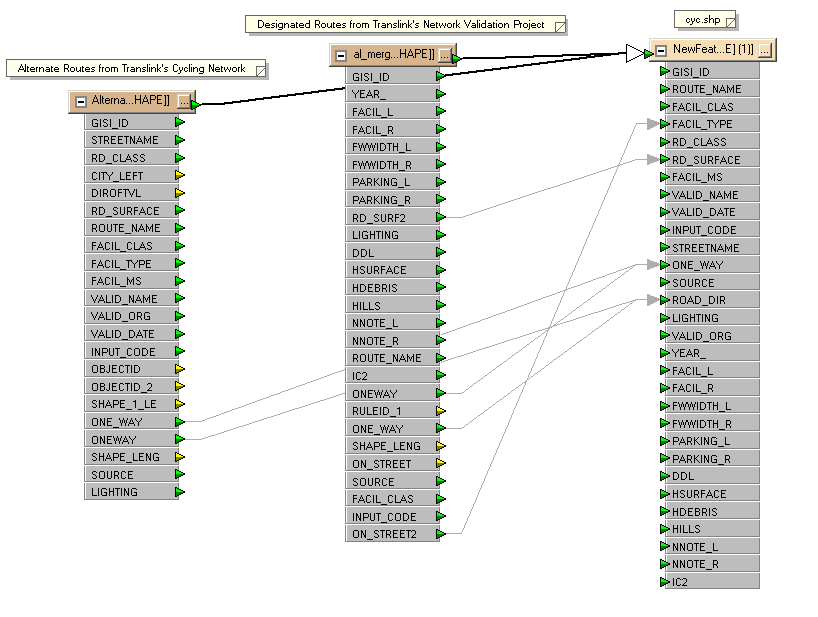 Designated Routes from Translink's Network Validation Project
cyc.shp
Alternate Routes from Translink's Cycling Network
Alterna...HAPE]] ...
GISI_ID
STREETNAME
RD_CLASS
CITY_LEFT
DIROFTVL
RD_SURFACE
ROUTE_NAME
FACIL_CLAS
FACIL_TYPE
FACIL_MS
VALID_NAME
VALID_ORG
VALID_DATE
INPUT_CODE
OBJECTID
OBJECTID_2
SHAPE_1_LE
ONE_WAY
ONEWAY
SHAPE_LENG
SOURCE
LIGHTING
al_merg...HAPE]] ...
GISI_ID
YEAR_
FACIL_L
FACIL_R
FWWIDTH_L
FWWIDTH_R
PARKING_L
PARKING_R
RD_SURF2
LIGHTING
DDL
HSURFACE
HDEBRIS
HILLS
NNOTE_L
NNOTE_R
ROUTE_NAME
IC2
ONEWAY
RULEID_1
ONE_WAY
SHAPE_LENG
ON_STREET
SOURCE
FACIL_CLAS
INPUT_CODE
ON_STREET2
NewFeat...E] (1)] ...
GISI_ID
ROUTE_NAME
FACIL_CLAS
FACIL_TYPE
RD_CLASS
RD_SURFACE
FACIL_MS
VALID_NAME
VALID_DATE
INPUT_CODE
STREETNAME
ONE_WAY
SOURCE
ROAD_DIR
LIGHTING
VALID_ORG
YEAR_
FACIL_L
FACIL_R
FWWIDTH_L
FWWIDTH_R
PARKING_L
PARKING_R
DDL
HSURFACE
HDEBRIS
HILLS
NNOTE_L
NNOTE_R
IC2